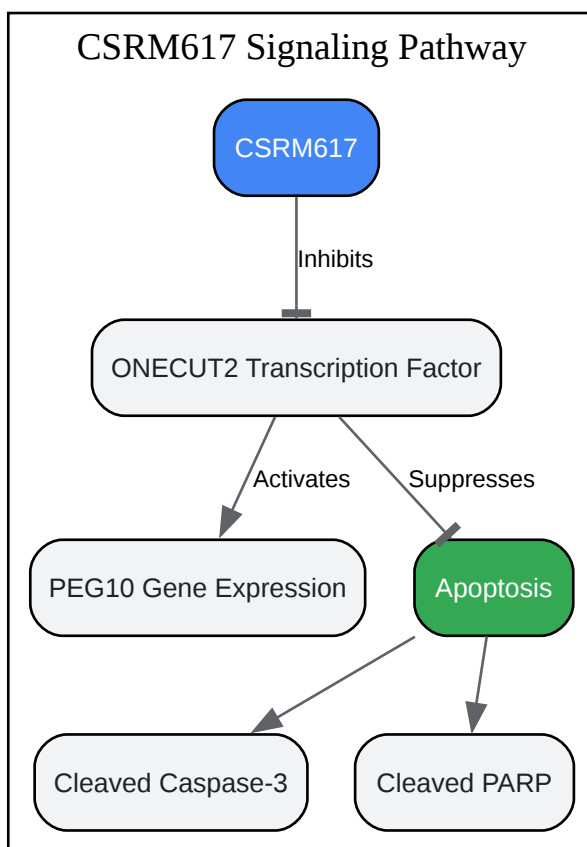 CSRM617 Signaling Pathway
CSRM617
Inhibits
ONECUT2 Transcription Factor
Activates
Suppresses
PEG10 Gene Expression
Apoptosis
Cleaved Caspase-3
Cleaved PARP